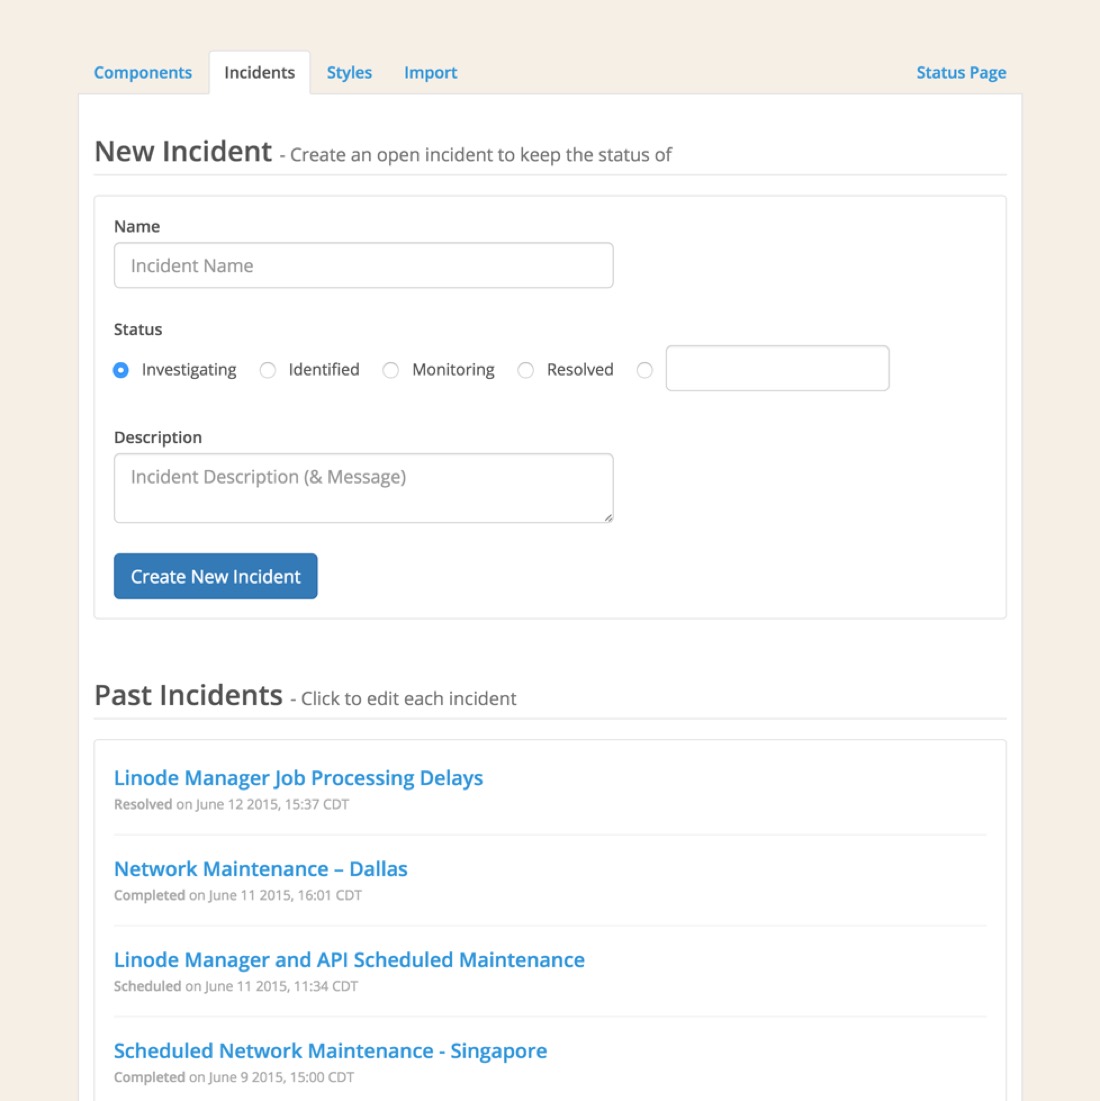 Components Incidents Styles Import Status Page
New Incident - Create an open incident to keep the status of
Name
Incident Name
Status
Investigating Identified Monitoring Resolved
Description
Incident Description (& Message)
Create New Incident
Past Incidents - Click to edit each incident
Linode Manager Job Processing Delays
Resolved on June 12 2015, 15:37 CDT
Network Maintenance – Dallas
Completed on June 11 2015, 16:01 CDT
Linode Manager and API Scheduled Maintenance
Scheduled on June 11 2015, 11:34 CDT
Scheduled Network Maintenance - Singapore
Completed on June 9 2015, 15:00 CDT